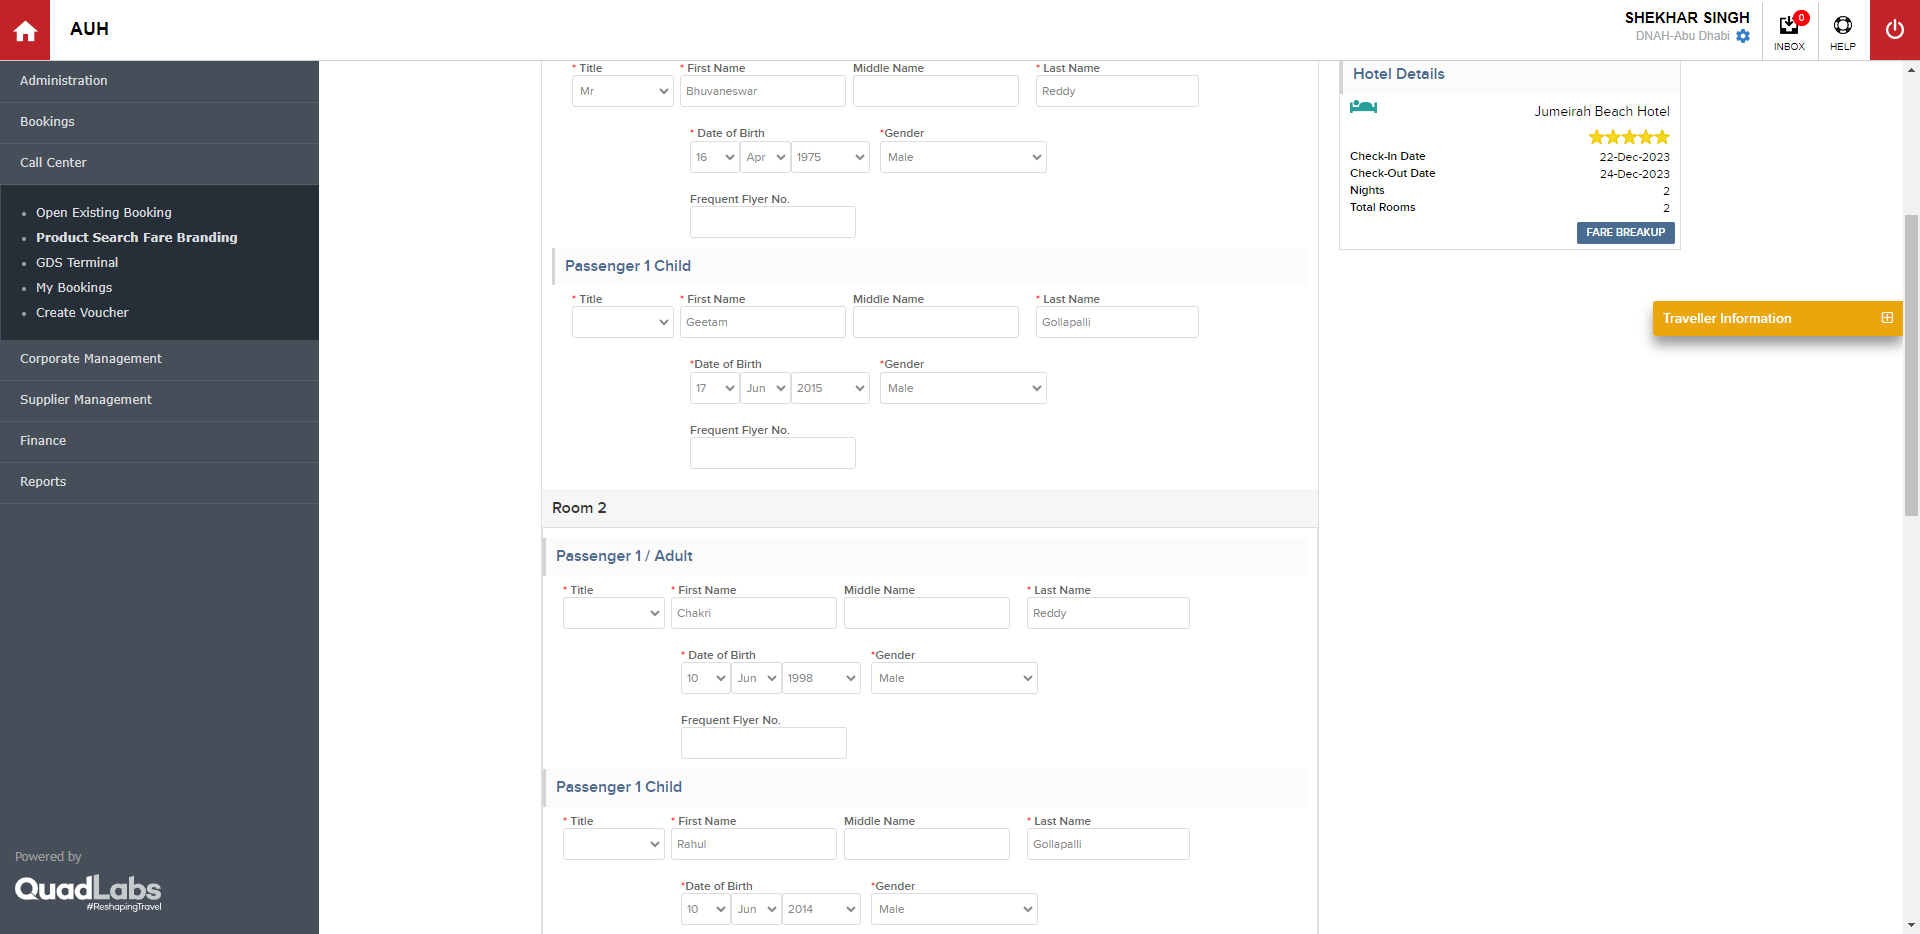 AUH
SHEKHAR SINGH
DNAH-Abu Dhabi
0
INBOX
HELP
Administration
Bookings
Call Center
Open Existing Booking
Product Search Fare Branding
GDS Terminal
My Bookings
Create Voucher
Corporate Management
Supplier Management
Finance
Reports
Powered by
QuadLabs
#ReshapingTravel
* Title * First Name Middle Name * Last Name
Mr Bhuvaneswar Reddy
* Date of Birth *Gender
16 Apr 1975 Male
Frequent Flyer No.
Passenger 1 Child
* Title * First Name Middle Name * Last Name
Geetam Gollapalli
*Date of Birth *Gender
17 Jun 2015 Male
Frequent Flyer No.
Room 2
Passenger 1 / Adult
* Title * First Name Middle Name * Last Name
Chakri Reddy
* Date of Birth *Gender
10 Jun 1998 Male
Frequent Flyer No.
Passenger 1 Child
* Title * First Name Middle Name * Last Name
Rahul Gollapalli
*Date of Birth *Gender
10 Jun 2014 Male
Hotel Details
Jumeirah Beach Hotel
Check-In Date 22-Dec-2023
Check-Out Date 24-Dec-2023
Nights 2
Total Rooms 2
FARE BREAKUP
Traveller Information